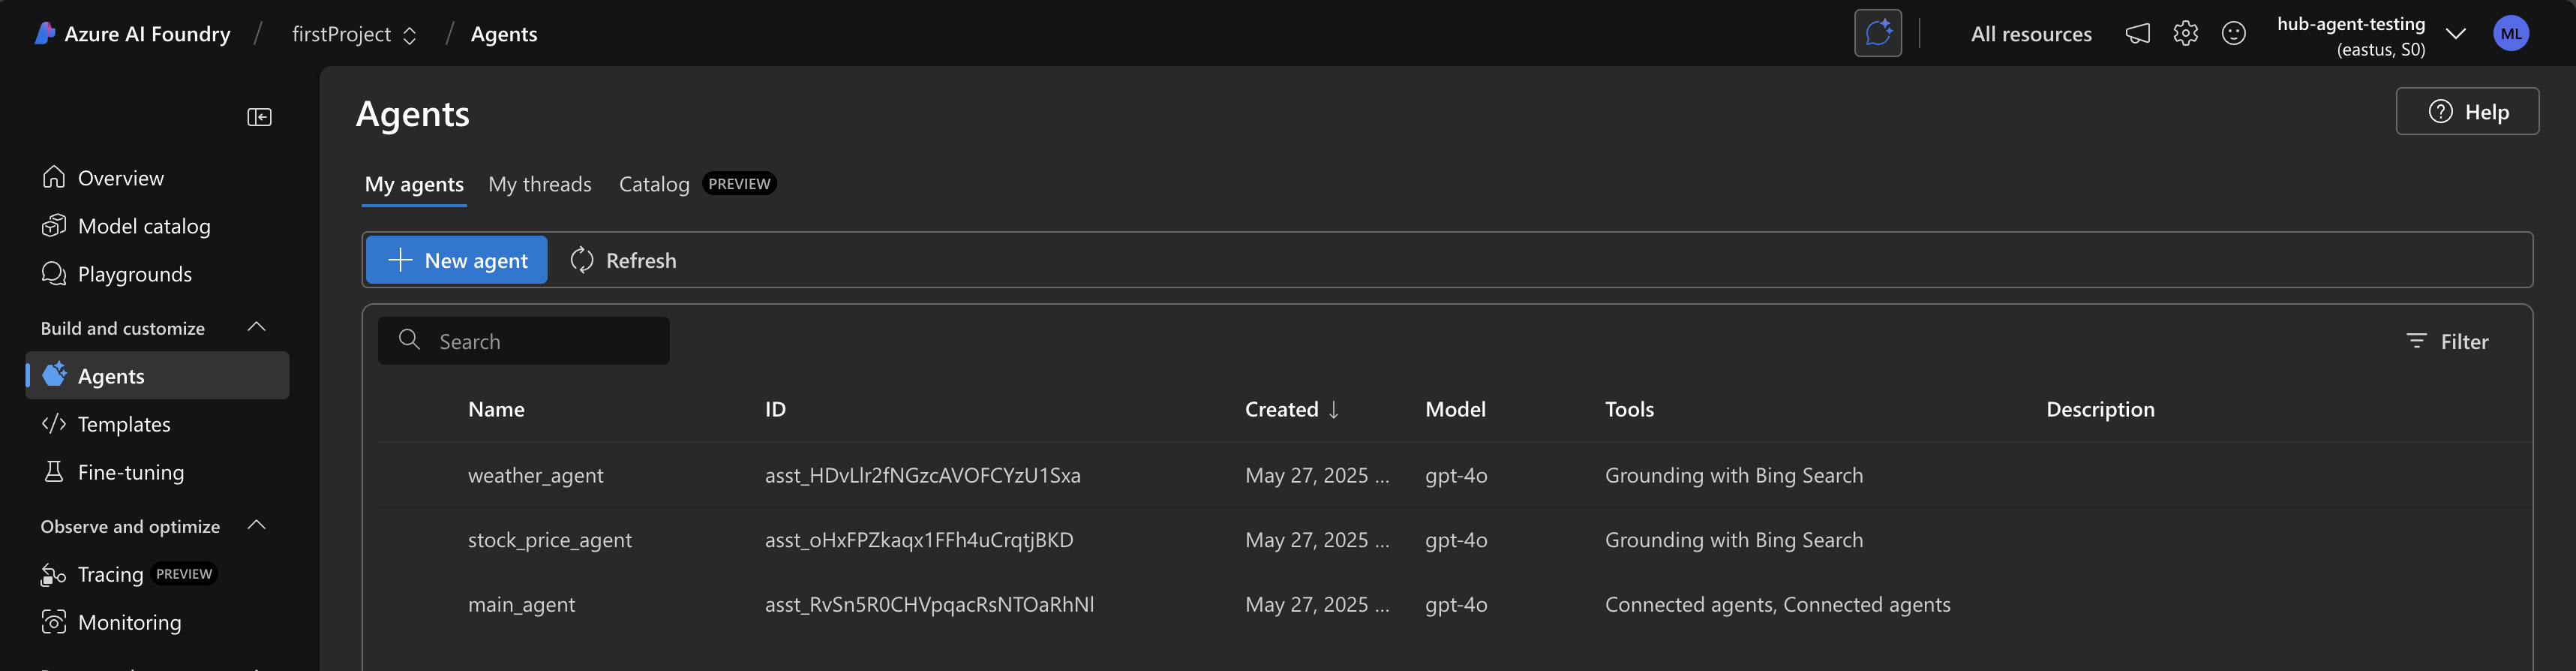 Azure AI Foundry / firstProject / Agents
All resources
hub-agent-testing
(eastus, S0)
ML
Agents
Help
Overview
Model catalog
Playgrounds
Build and customize
Agents
Templates
Fine-tuning
Observe and optimize
Tracing PREVIEW
Monitoring
My agents My threads Catalog PREVIEW
New agent Refresh
Search
Filter
Name ID Created ↓ Model Tools Description
weather_agent asst_HDvLlr2fNGzcAVOFCYzU1Sxa May 27, 2025 ... gpt-4o Grounding with Bing Search
stock_price_agent asst_oHxFPZkaqx1FFh4uCrqtjBKD May 27, 2025 ... gpt-4o Grounding with Bing Search
main_agent asst_RvSn5R0CHVpqacRsNTOaRhNl May 27, 2025 ... gpt-4o Connected agents, Connected agents